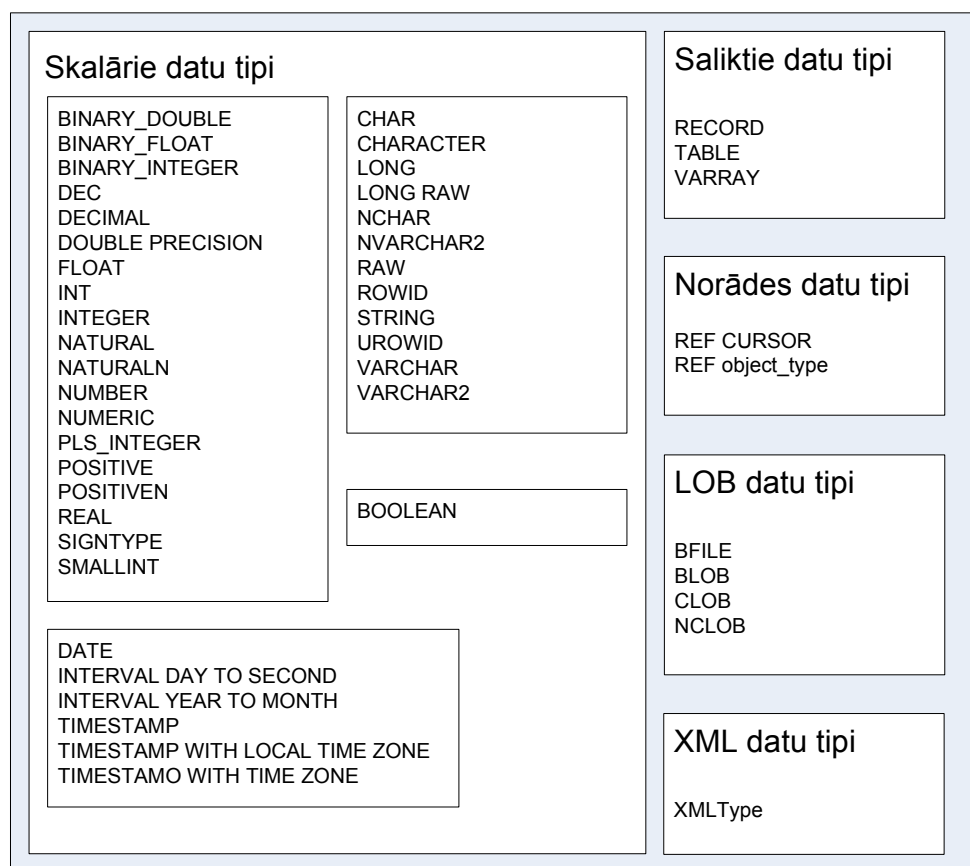 Skalārie datu tipi
BINARY_DOUBLE
BINARY_FLOAT
BINARY_INTEGER
DEC
DECIMAL
DOUBLE PRECISION
FLOAT
INT
INTEGER
NATURAL
NATURALN
NUMBER
NUMERIC
PLS_INTEGER
POSITIVE
POSITIVEN
REAL
SIGNTYPE
SMALLINT
CHAR
CHARACTER
LONG
LONG RAW
NCHAR
NVARCHAR2
RAW
ROWID
STRING
UROWID
VARCHAR
VARCHAR2
BOOLEAN
DATE
INTERVAL DAY TO SECOND
INTERVAL YEAR TO MONTH
TIMESTAMP
TIMESTAMP WITH LOCAL TIME ZONE
TIMESTAMO WITH TIME ZONE
Saliktie datu tipi
RECORD
TABLE
VARRAY
Norādes datu tipi
REF CURSOR
REF object_type
LOB datu tipi
BFILE
BLOB
CLOB
NCLOB
XML datu tipi
XMLType